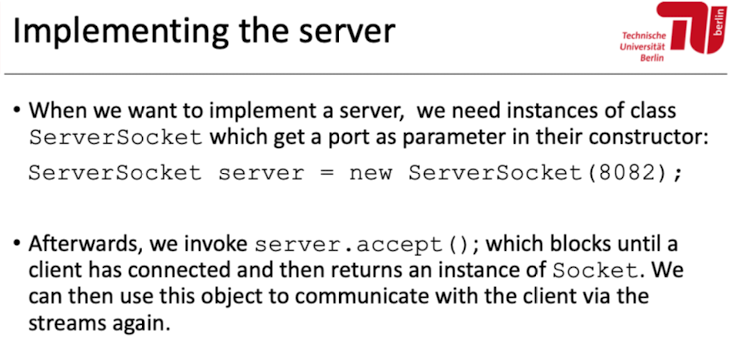 Implementing the server
Technische
Universität
Berlin
berlin
• When we want to implement a server, we need instances of class
ServerSocket which get a port as parameter in their constructor:
ServerSocket server = new ServerSocket(8082);
• Afterwards, we invoke server.accept(); which blocks until a
client has connected and then returns an instance of Socket. We
can then use this object to communicate with the client via the
streams again.